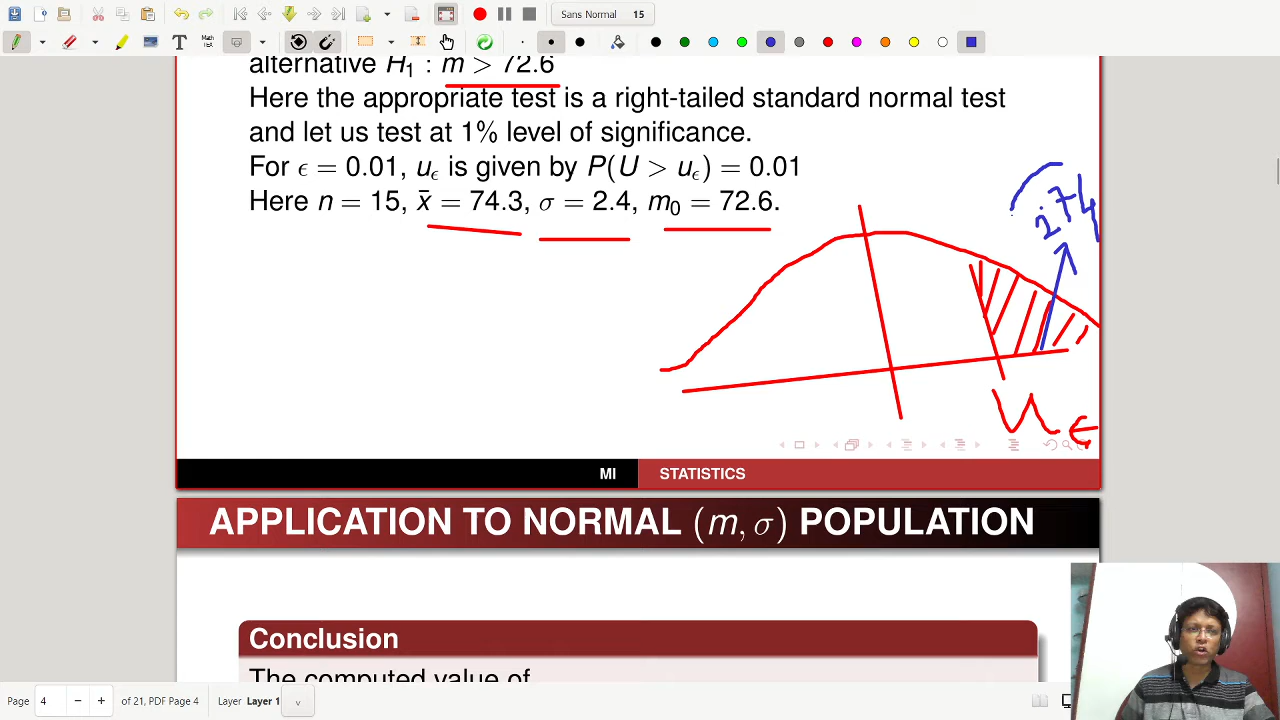 Sans Normal 15
alternative H₁ : m > 72.6
Here the appropriate test is a right-tailed standard normal test
and let us test at 1% level of significance.
For ϵ = 0.01, uϵ is given by P(U > uϵ) = 0.01
Here n = 15, x̄ = 74.3, σ = 2.4, m₀ = 72.6.
2.74
uϵ
MI STATISTICS
APPLICATION TO NORMAL (m, σ) POPULATION
Conclusion
The computed value of
Page 4 of 21, PDF Page 4 Layer Layer 1